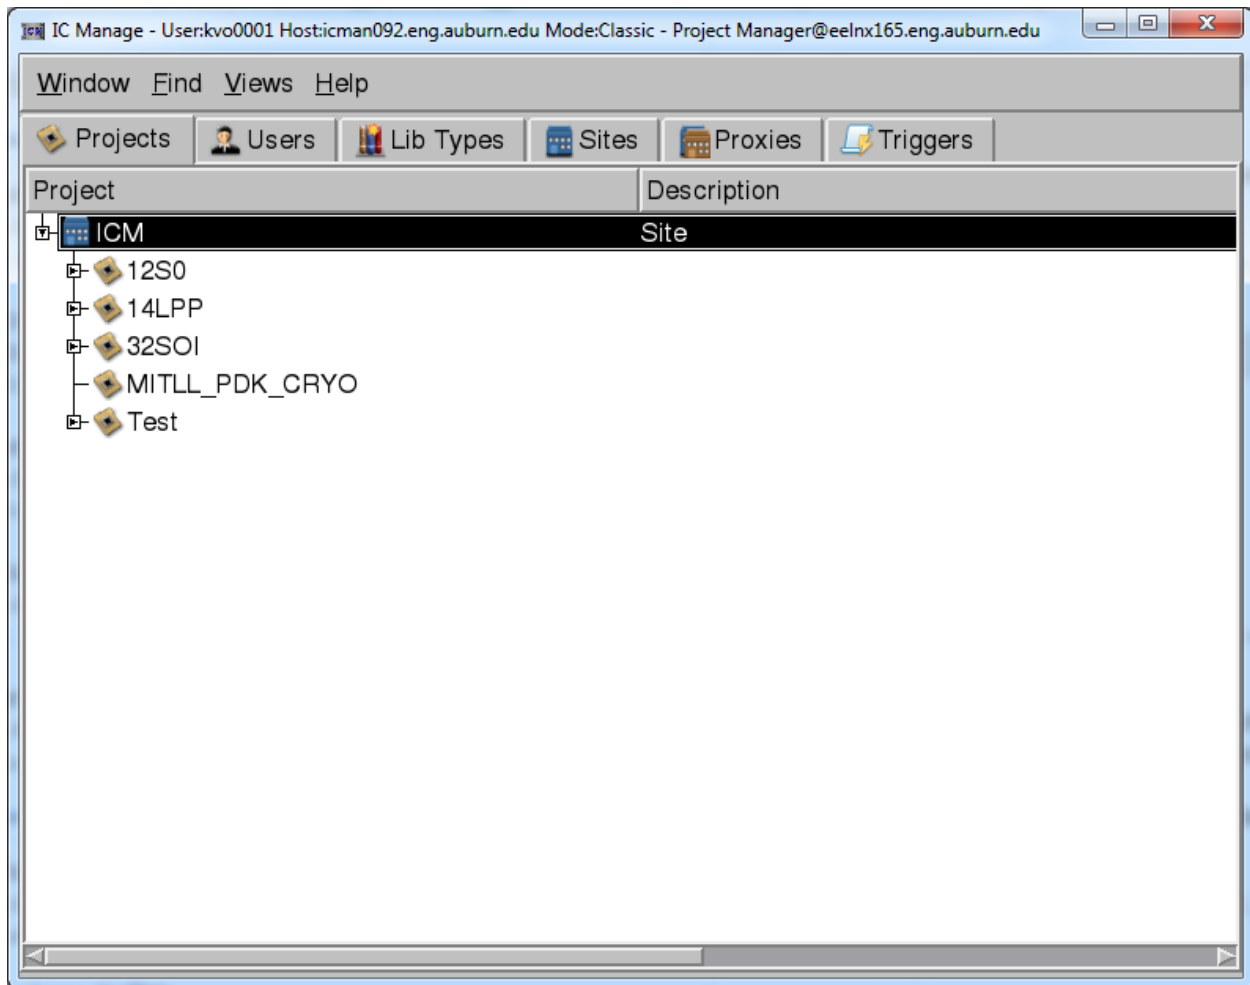 IC Manage - User:kvo0001 Host:icman092.eng.auburn.edu Mode:Classic - Project Manager@eelnx165.eng.auburn.edu
Window Find Views Help
Projects Users Lib Types Sites Proxies Triggers
Project Description
ICM Site
12S0
14LPP
32SOI
MITLL_PDK_CRYO
Test